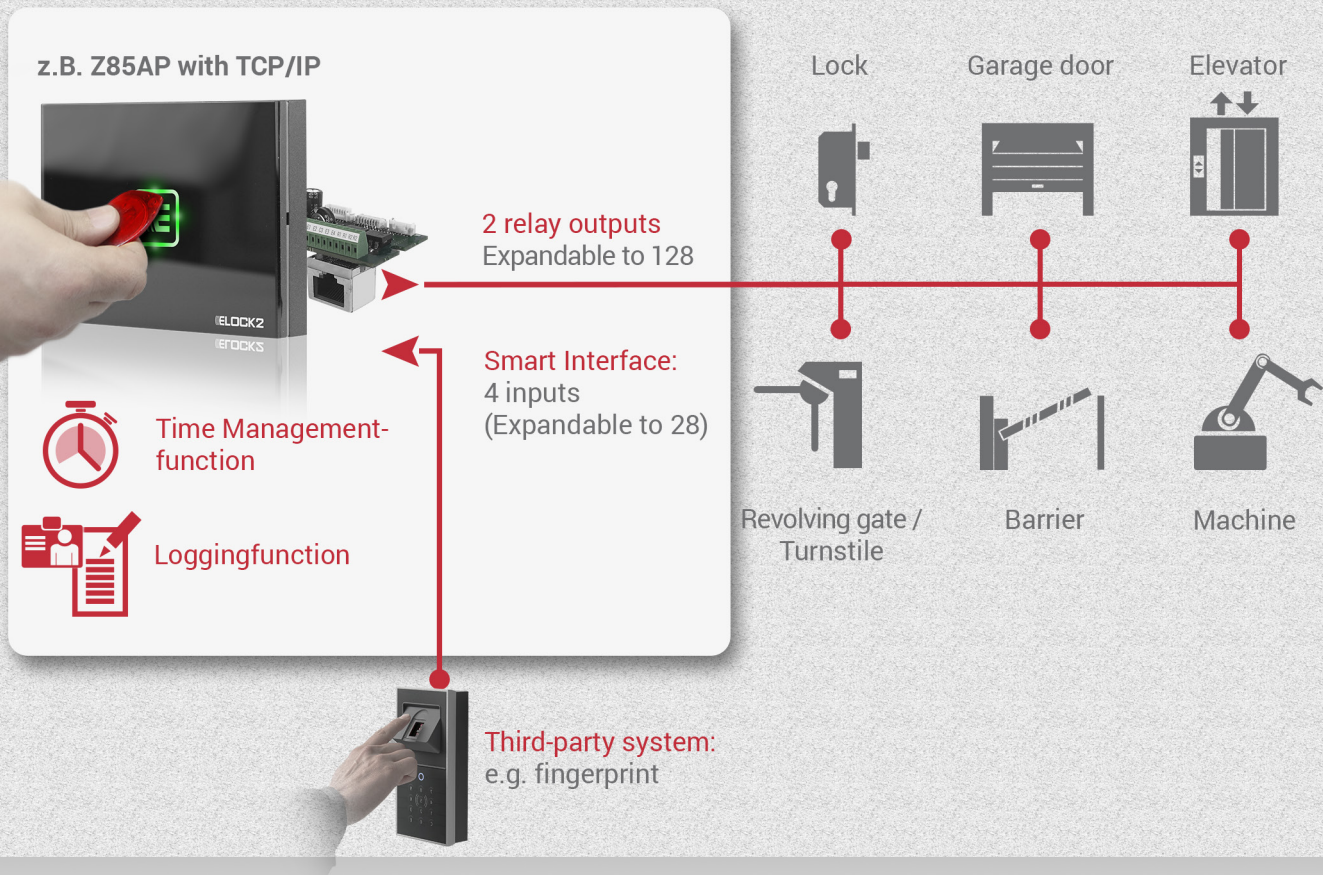 z.B. Z85AP with TCP/IP
ELOCK2
2 relay outputs
Expandable to 128
Smart Interface:
4 inputs
(Expandable to 28)
Time Management-
function
Loggingfunction
Third-party system:
e.g. fingerprint
Lock
Garage door
Elevator
Revolving gate /
Turnstile
Barrier
Machine